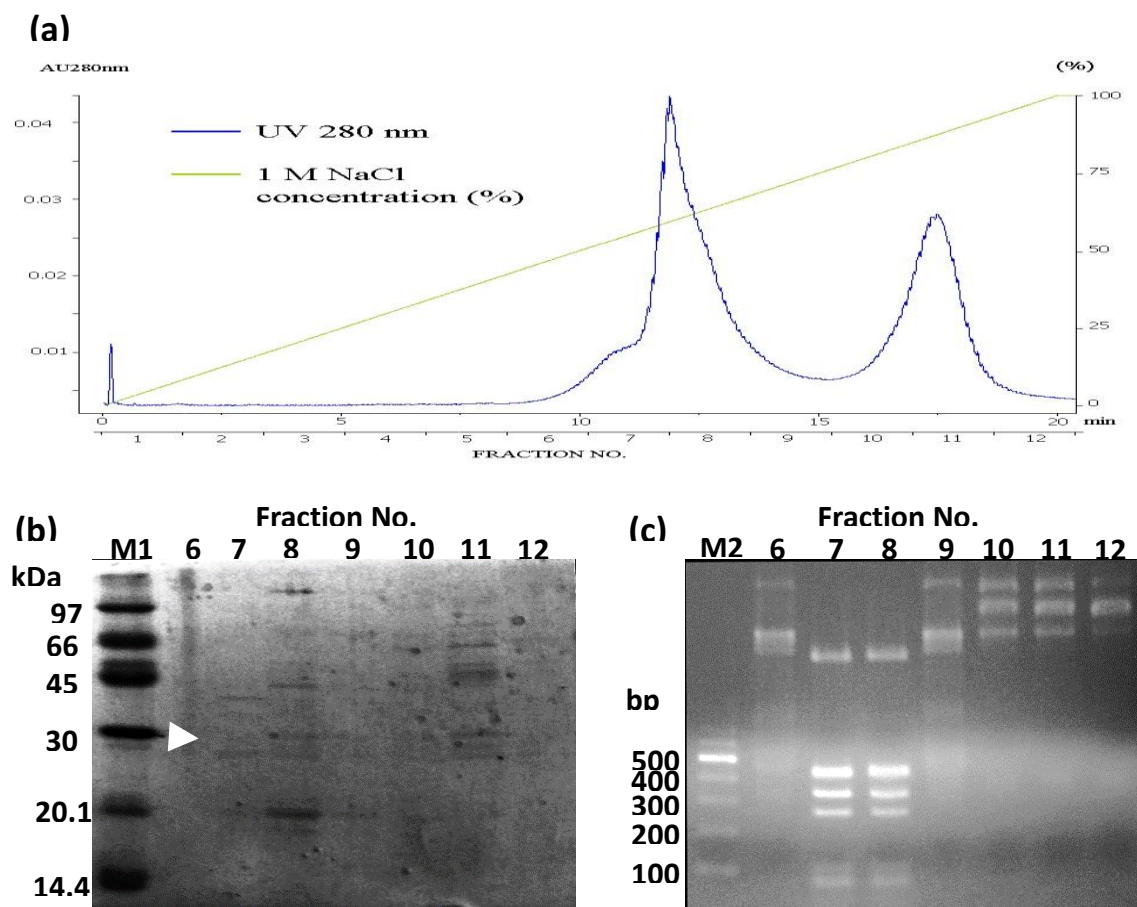 (a)
AU280nm (%)
0.04 100
UV 280 nm
1 M NaCl
concentration (%)
75
0.03
50
0.02
25
0.01
0
0 5 10 15 20 min
1 2 3 4 5 6 7 8 9 10 11 12
FRACTION NO.
(b) Fraction No.
M1 6 7 8 9 10 11 12
kDa
97
66
45
30
20.1
14.4
(c) Fraction No.
M2 6 7 8 9 10 11 12
bp
500
400
300
200
100